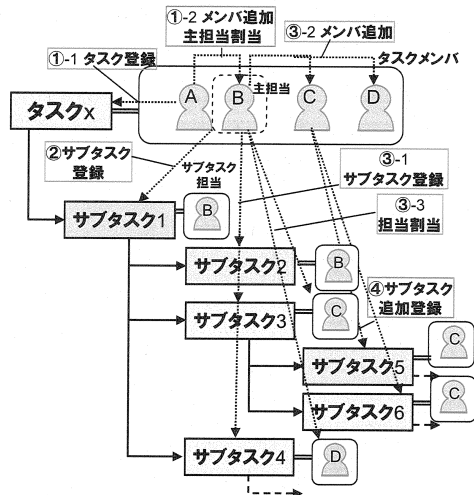 ①-2 メンバ追加
主担当割当
③-2 メンバ追加
①-1 タスク登録
タスクメンバ
A
B
主担当
C
D
タスクx
②サブタスク
登録
サブタスク
担当
③-1
サブタスク登録
③-3
担当割当
サブタスク1
B
サブタスク2
B
④サブタスク
追加登録
サブタスク3
C
サブタスク5
C
サブタスク6
C
サブタスク4
D